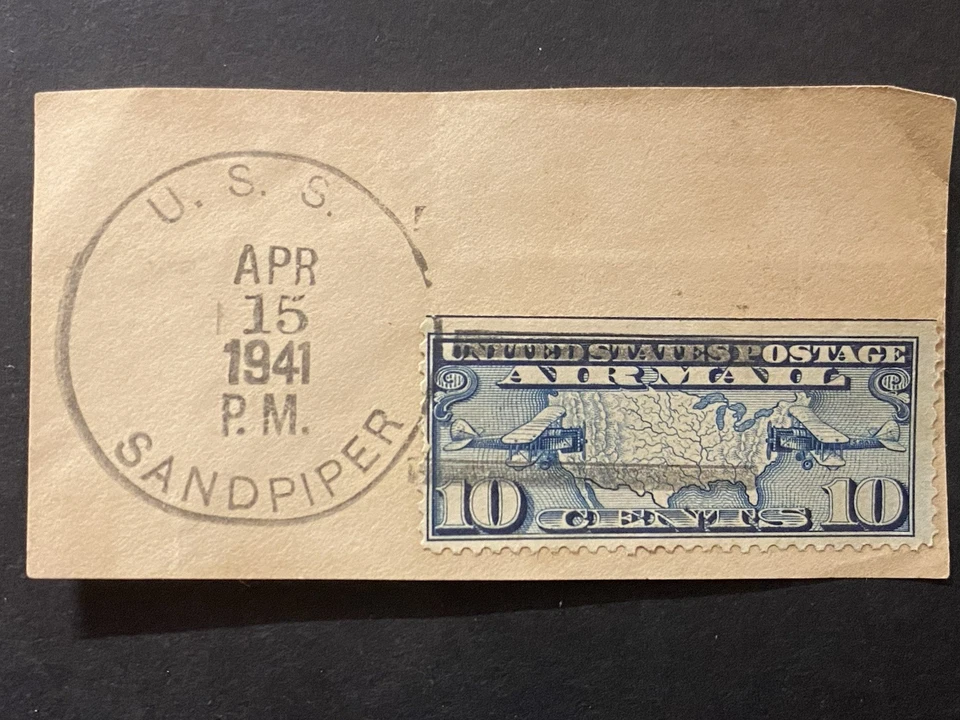 U. S. S.
APR
15
1941
P. M.
SANDPIPER
UNITED STATES POSTAGE
AIR MAIL
10 CENTS 10